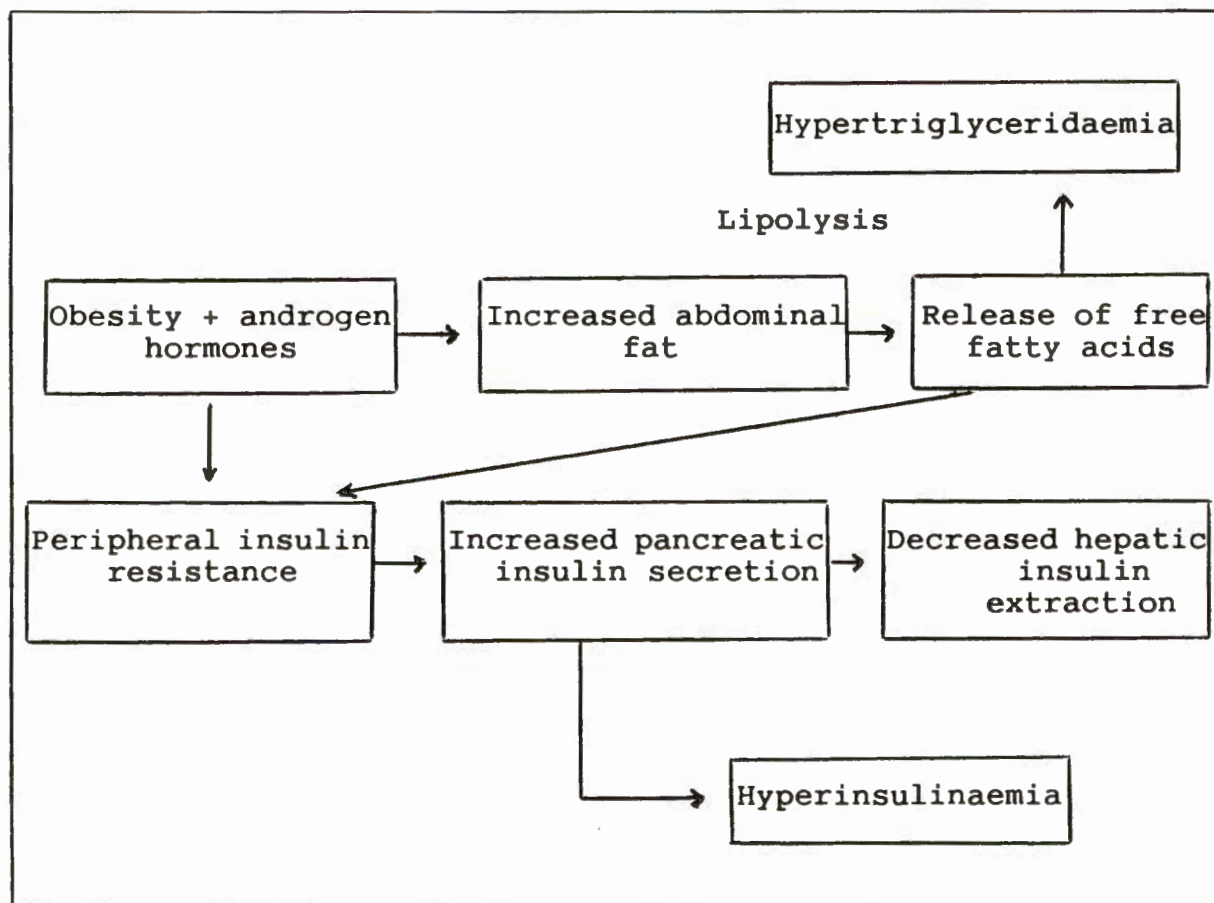 Hypertriglyceridaemia
Lipolysis
Obesity + androgen
hormones
Increased abdominal
fat
Release of free
fatty acids
Peripheral insulin
resistance
Increased pancreatic
insulin secretion
Decreased hepatic
insulin
extraction
Hyperinsulinaemia